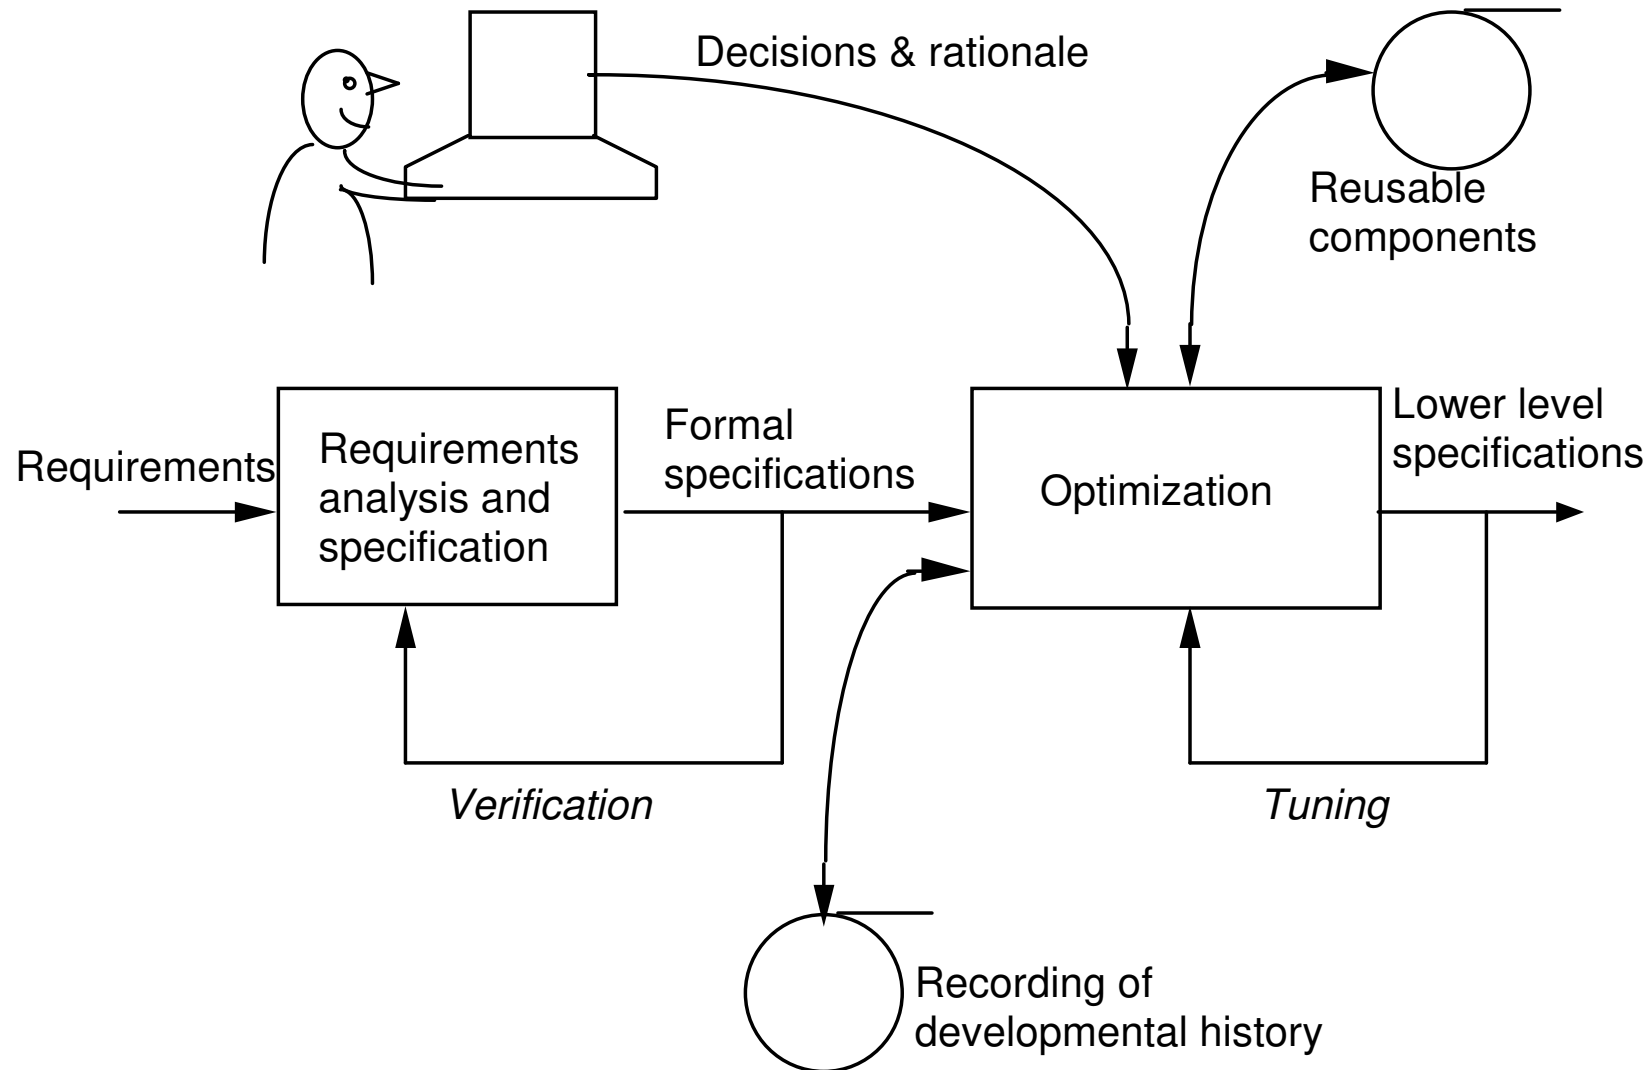 Decisions & rationale
Reusable
components
Requirements
Requirements
analysis and
specification
Formal
specifications
Optimization
Lower level
specifications
Verification
Tuning
Recording of
developmental history